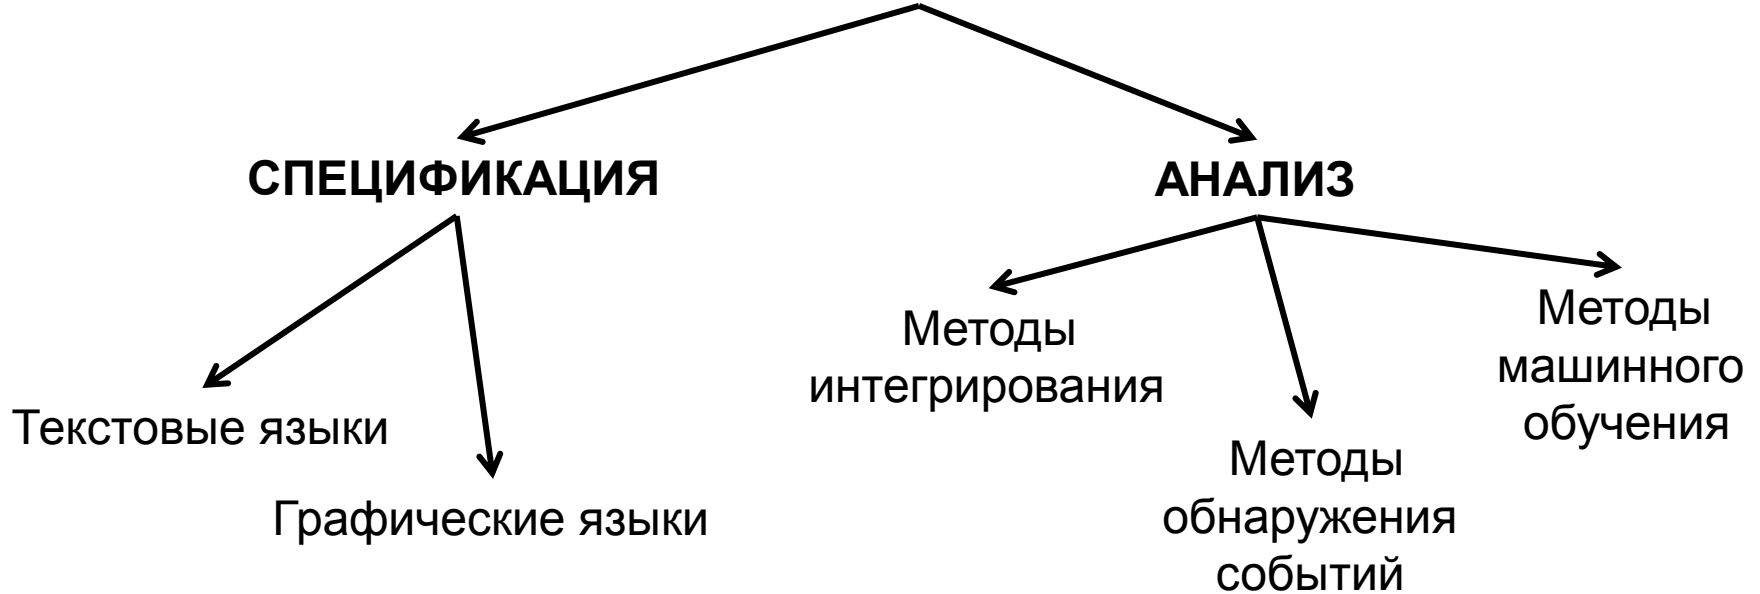 СПЕЦИФИКАЦИЯ
АНАЛИЗ
Текстовые языки
Графические языки
Методы
интегрирования
Методы
обнаружения
событий
Методы
машинного
обучения